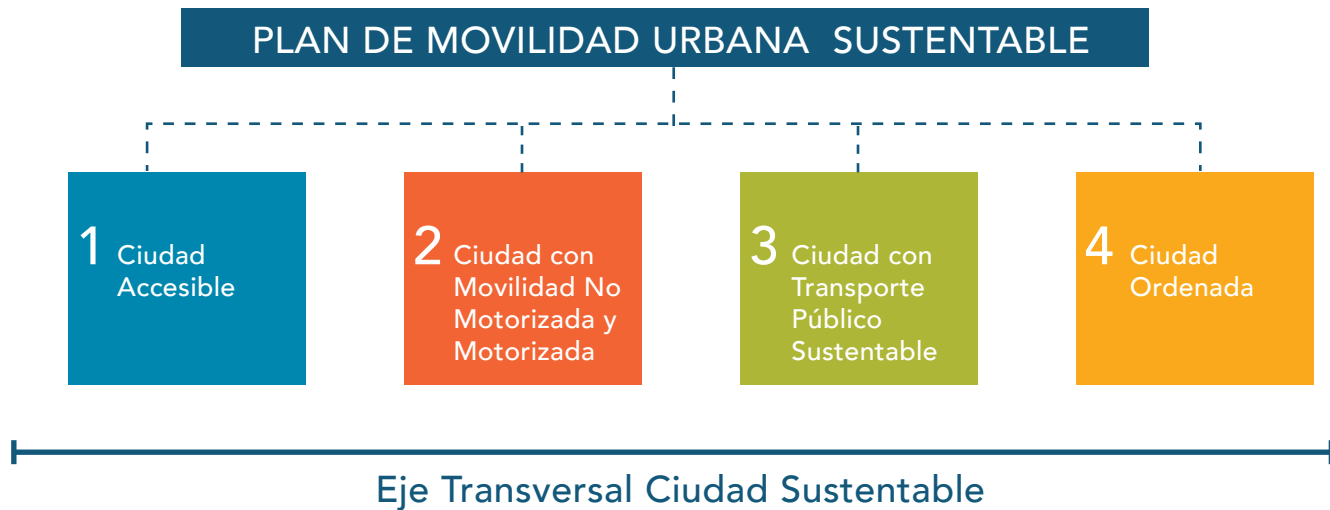 PLAN DE MOVILIDAD URBANA SUSTENTABLE
1 Ciudad
Accesible
2 Ciudad con
Movilidad No
Motorizada y
Motorizada
3 Ciudad con
Transporte
Público
Sustentable
4 Ciudad
Ordenada
Eje Transversal Ciudad Sustentable